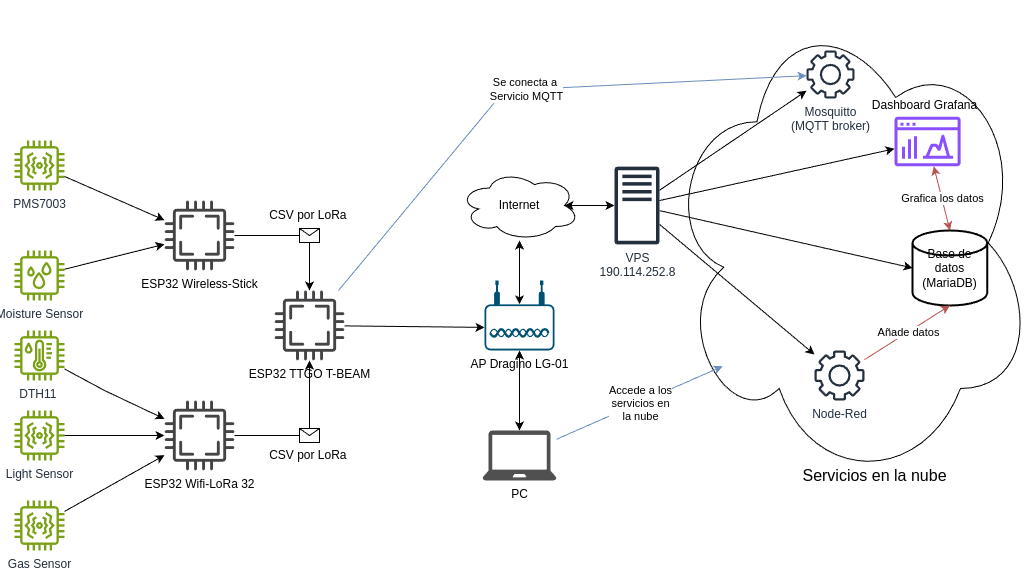 Se conecta a
Servicio MQTT
Mosquitto
(MQTT broker)
Dashboard Grafana
PMS7003
CSV por LoRa
Internet
Grafica los datos
VPS
190.114.252.8
Base de
datos
(MariaDB)
ESP32 Wireless-Stick
Moisture Sensor
Añade datos
ESP32 TTGO T-BEAM
AP Dragino LG-01
DTH11
Accede a los
servicios en
la nube
Node-Red
CSV por LoRa
Light Sensor
ESP32 Wifi-LoRa 32
PC
Servicios en la nube
Gas Sensor